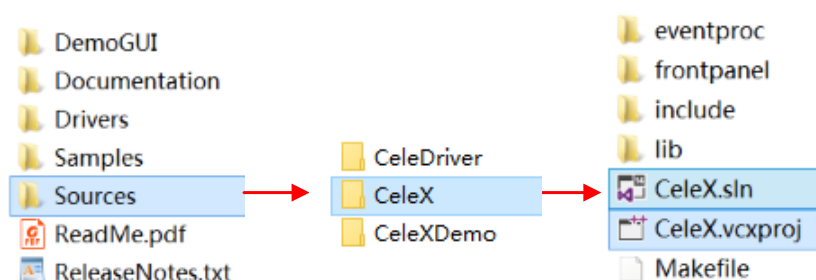 DemoGUI
Documentation
Drivers
Samples
Sources
ReadMe.pdf
ReleaseNotes.txt
CeleDriver
CeleX
CeleXDemo
eventproc
frontpanel
include
lib
CeleX.sln
CeleX.vcxproj
Makefile